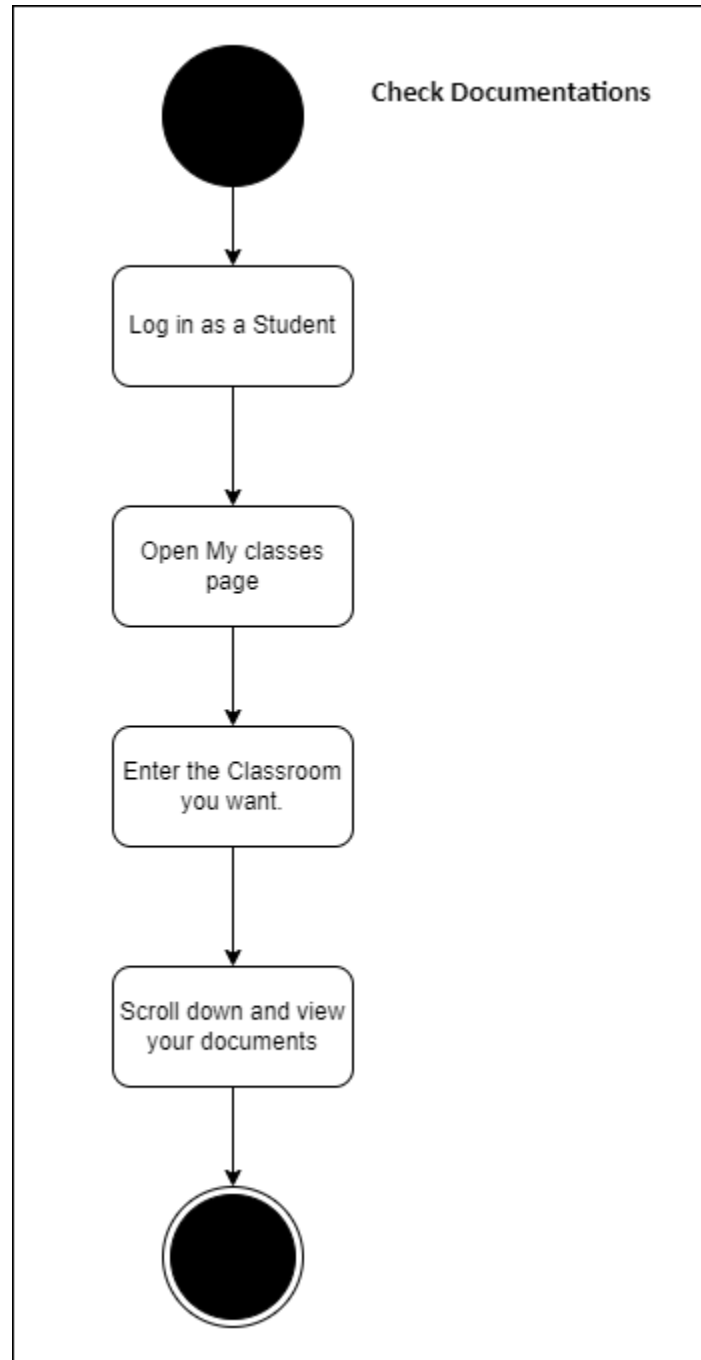 Check Documentations
Log in as a Student
Open My classes
page
Enter the Classroom
you want.
Scroll down and view
your documents